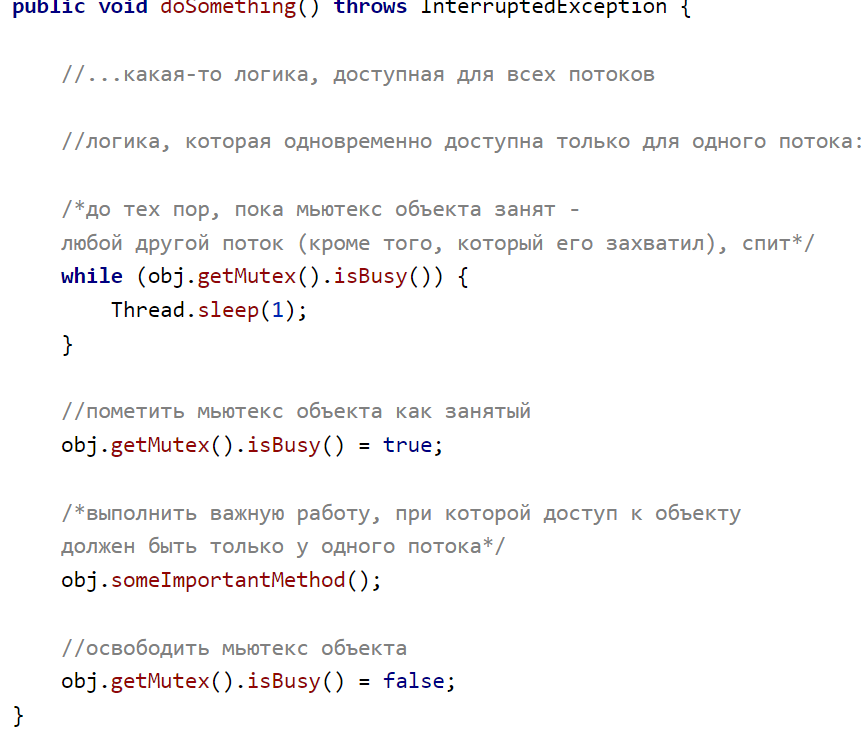 public void doSomething() throws InterruptedException {
//...какая-то логика, доступная для всех потоков
//логика, которая одновременно доступна только для одного потока:
/*до тех пор, пока мьютекс объекта занят -
любой другой поток (кроме того, который его захватил), спит*/
while (obj.getMutex().isBusy()) {
Thread.sleep(1);
}
//пометить мьютекс объекта как занятый
obj.getMutex().isBusy() = true;
/*выполнить важную работу, при которой доступ к объекту
должен быть только у одного потока*/
obj.someImportantMethod();
//освободить мьютекс объекта
obj.getMutex().isBusy() = false;
}